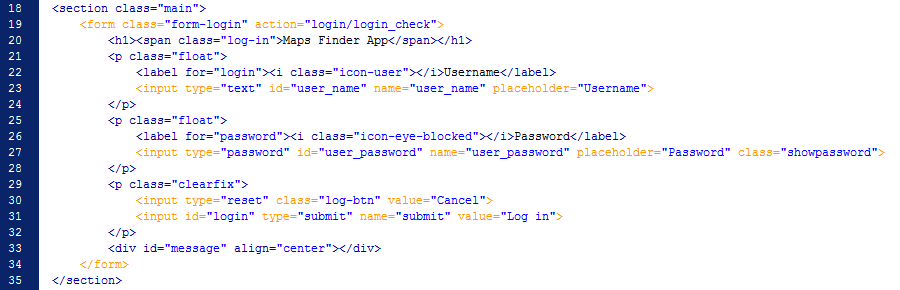 18 <section class="main">
19 <form class="form-login" action="login/login_check">
20 <h1><span class="log-in">Maps Finder App</span></h1>
21 <p class="float">
22 <label for="login"><i class="icon-user"></i>Username</label>
23 <input type="text" id="user_name" name="user_name" placeholder="Username">
24 </p>
25 <p class="float">
26 <label for="password"><i class="icon-eye-blocked"></i>Password</label>
27 <input type="password" id="user_password" name="user_password" placeholder="Password" class="showpassword">
28 </p>
29 <p class="clearfix">
30 <input type="reset" class="log-btn" value="Cancel">
31 <input id="login" type="submit" name="submit" value="Log in">
32 </p>
33 <div id="message" align="center"></div>
34 </form>
35 </section>